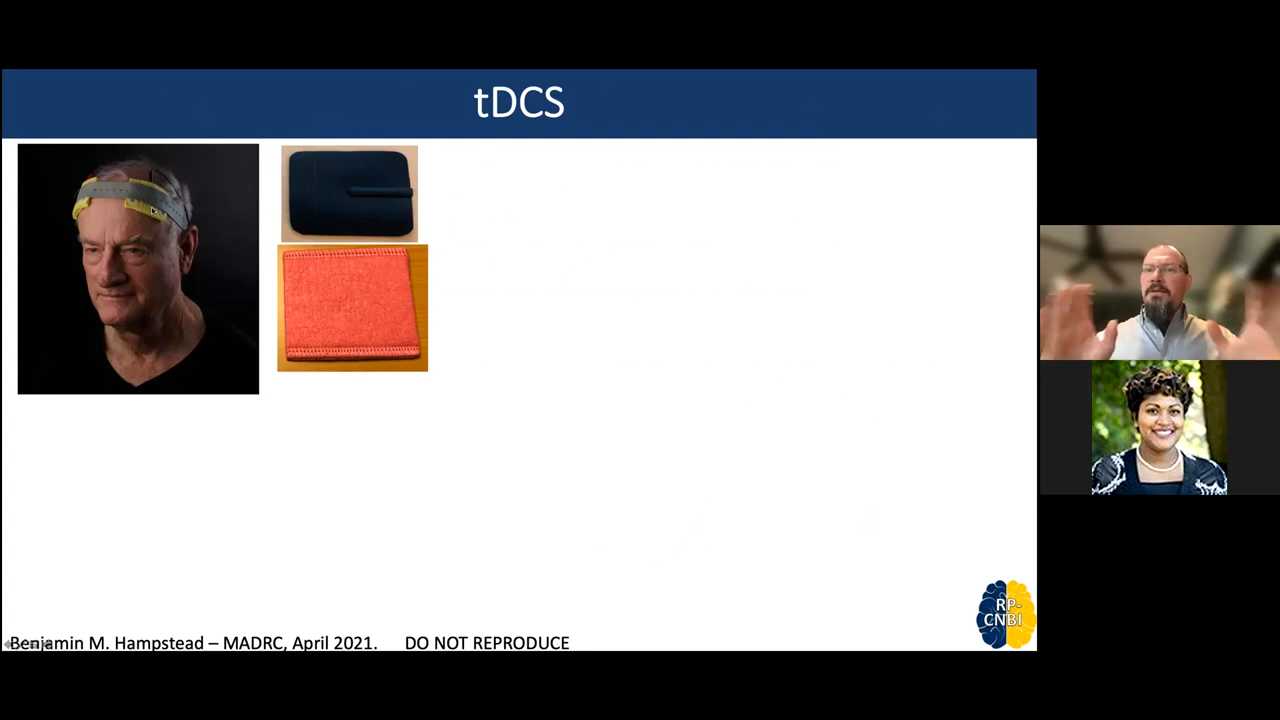 tDCS
Benjamin M. Hampstead – MADRC, April 2021. DO NOT REPRODUCE
RP-
CNBI